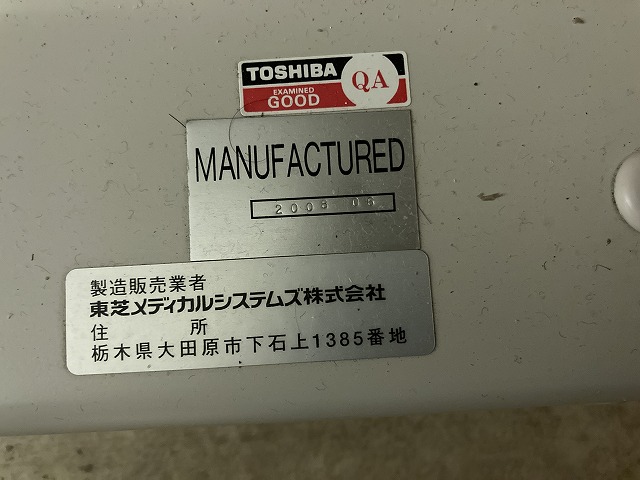 TOSHIBA
QA
EXAMINED
GOOD
MANUFACTURED
2008 05
製造販売業者
東芝メディカルシステムズ株式会社
住 所
栃木県大田原市下石上1385番地